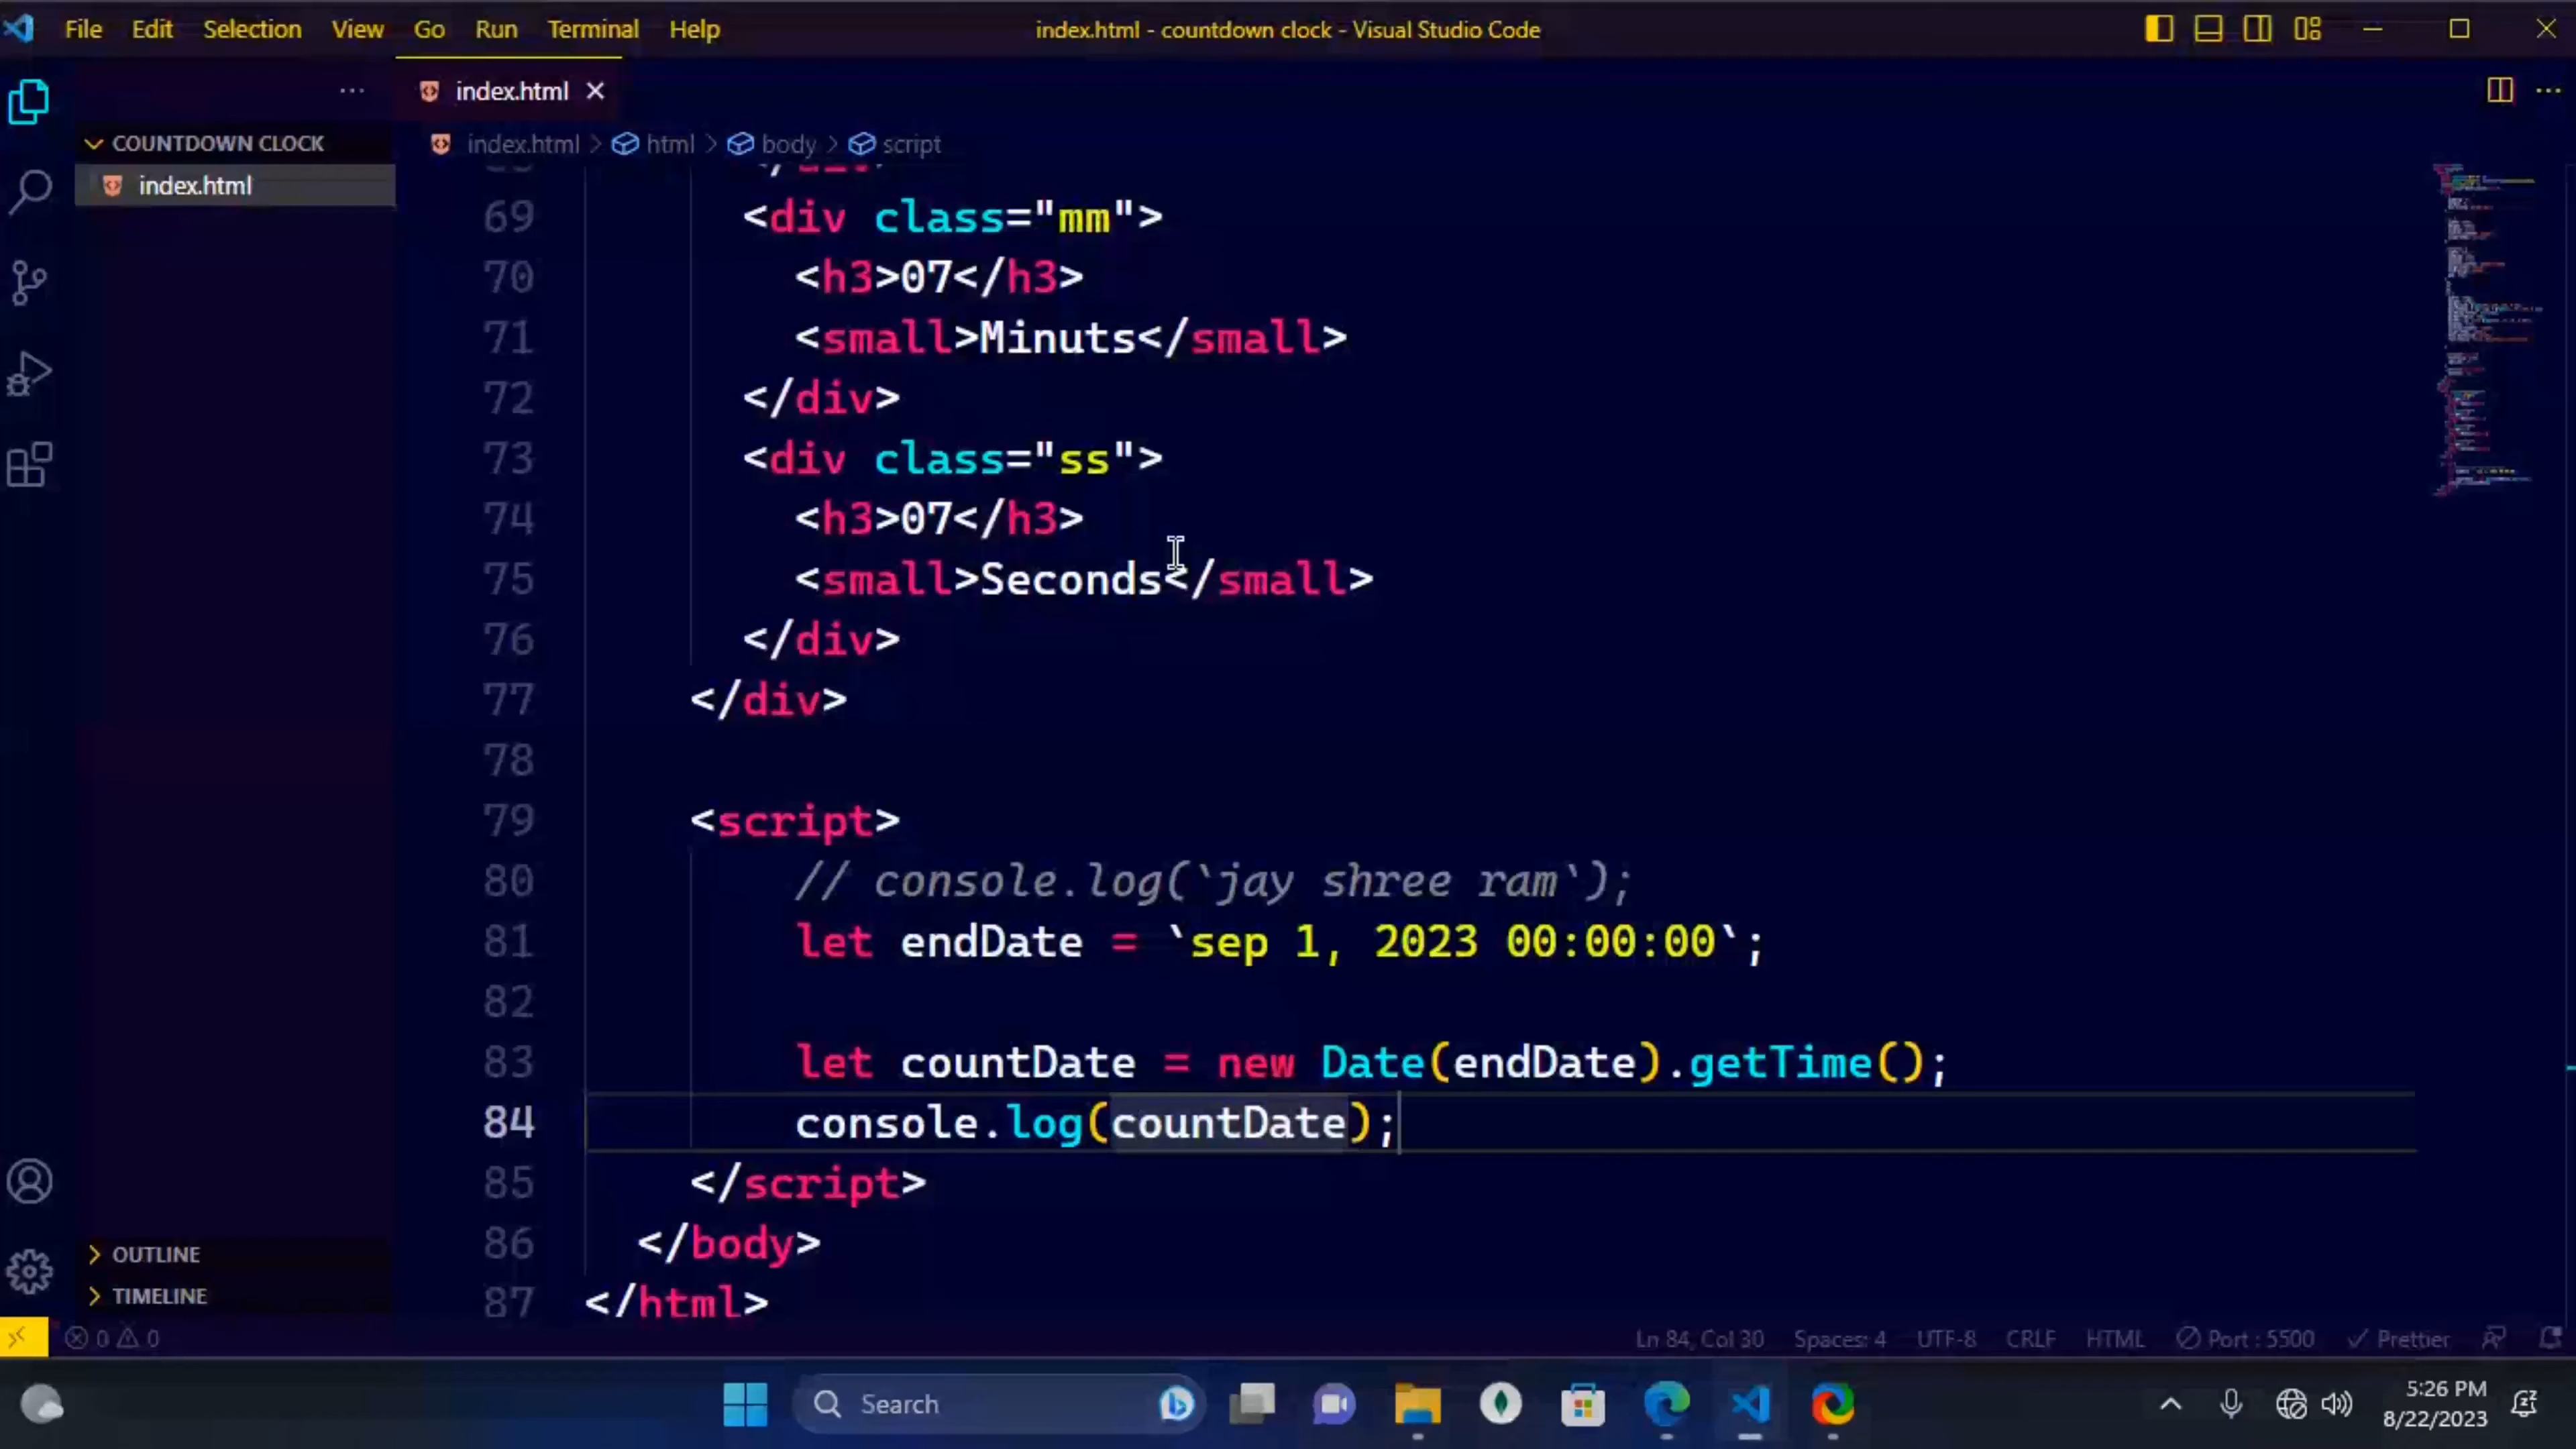 File Edit Selection View Go Run Terminal Help index.html - countdown clock - Visual Studio Code
index.html
COUNTDOWN CLOCK
index.html
index.html > html > body > script
69 <div class="mm">
70 <h3>07</h3>
71 <small>Minuts</small>
72 </div>
73 <div class="ss">
74 <h3>07</h3>
75 <small>Seconds</small>
76 </div>
77 </div>
78
79 <script>
80 // console.log(`jay shree ram`);
81 let endDate = `sep 1, 2023 00:00:00`;
82
83 let countDate = new Date(endDate).getTime();
84 console.log(countDate);
85 </script>
86 </body>
87 </html>
OUTLINE
TIMELINE
0 0 Ln 84, Col 30 Spaces: 4 UTF-8 CRLF HTML Port : 5500 Prettier
Search
5:26 PM
8/22/2023